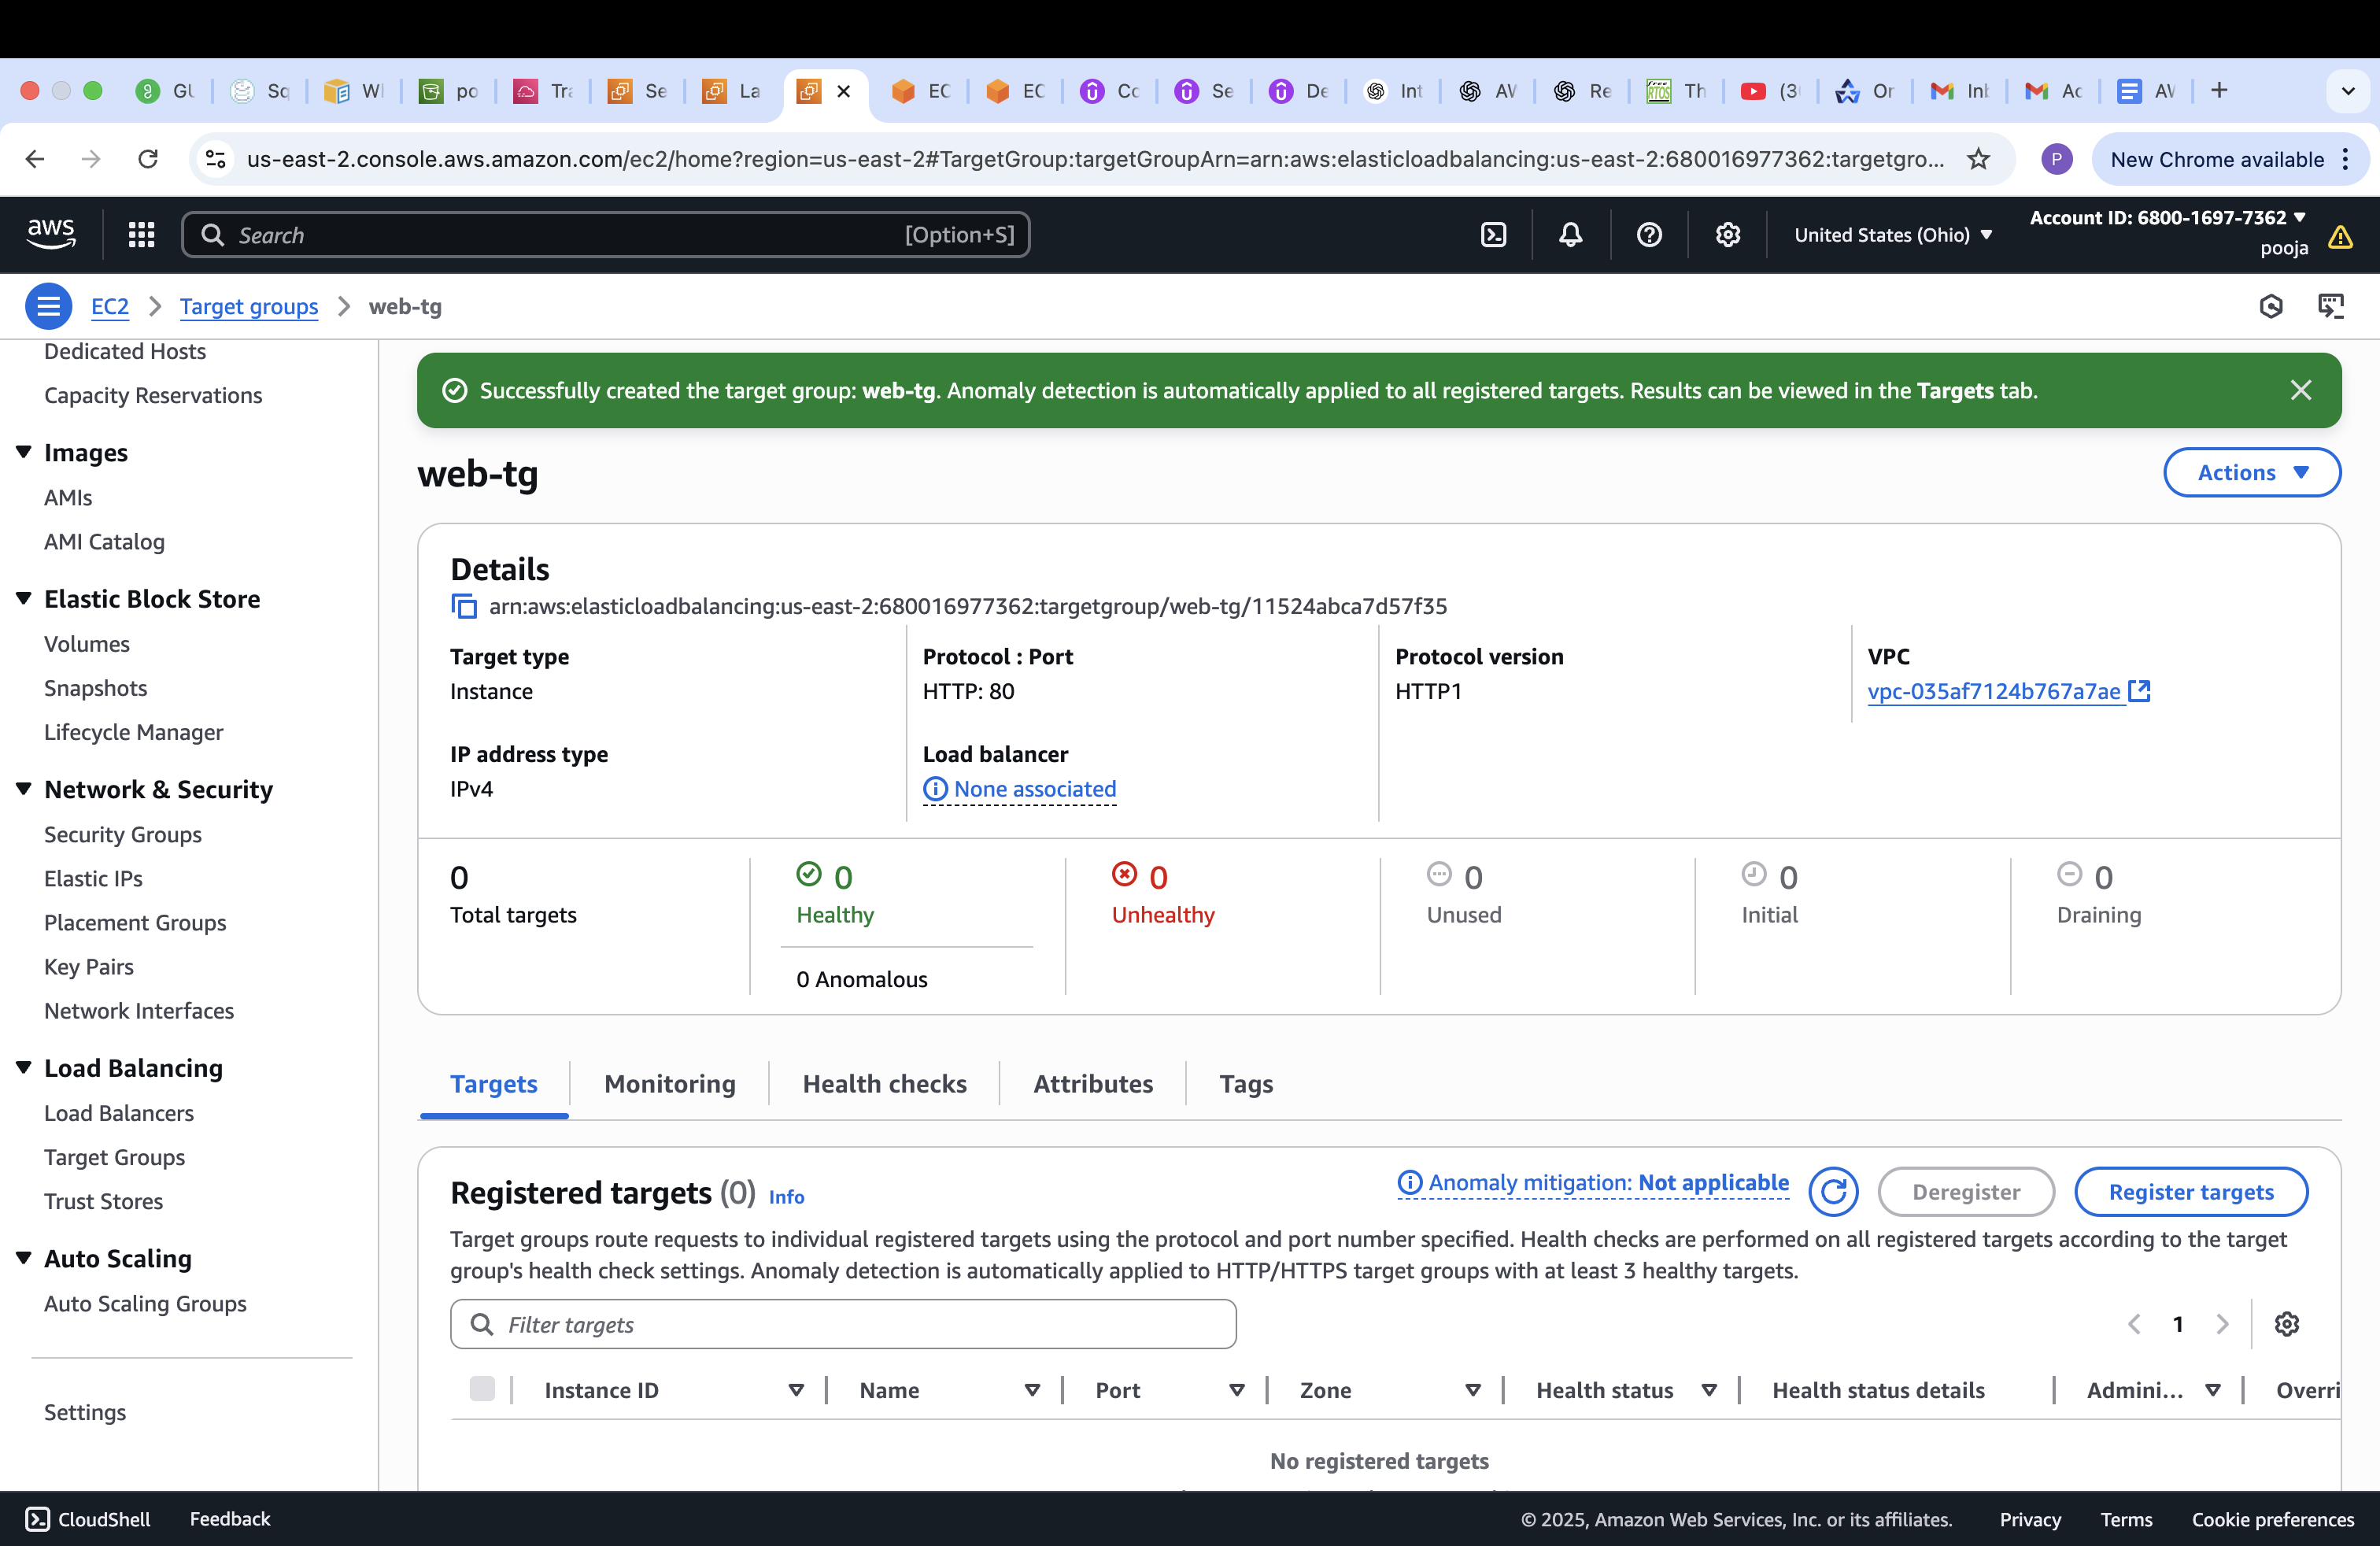 GU
Sq
WI
po
Tra
Se
La
EC
EC
Co
Se
De
Int
AW
Re
Th
(3
Or
Inb
Ac
AW
us-east-2.console.aws.amazon.com/ec2/home?region=us-east-2#TargetGroup:targetGroupArn=arn:aws:elasticloadbalancing:us-east-2:680016977362:targetgro...
P
New Chrome available
aws
Search
[Option+S]
United States (Ohio)
Account ID: 6800-1697-7362
pooja
EC2
Target groups
web-tg
Dedicated Hosts
Capacity Reservations
Images
AMIs
AMI Catalog
Elastic Block Store
Volumes
Snapshots
Lifecycle Manager
Network & Security
Security Groups
Elastic IPs
Placement Groups
Key Pairs
Network Interfaces
Load Balancing
Load Balancers
Target Groups
Trust Stores
Auto Scaling
Auto Scaling Groups
Settings
Successfully created the target group: web-tg. Anomaly detection is automatically applied to all registered targets. Results can be viewed in the Targets tab.
web-tg
Actions
Details
arn:aws:elasticloadbalancing:us-east-2:680016977362:targetgroup/web-tg/11524abca7d57f35
Target type
Instance
Protocol : Port
HTTP: 80
Protocol version
HTTP1
VPC
vpc-035af7124b767a7ae
IP address type
IPv4
Load balancer
None associated
0
Total targets
0
Healthy
0 Anomalous
0
Unhealthy
0
Unused
0
Initial
0
Draining
Targets
Monitoring
Health checks
Attributes
Tags
Registered targets (0) Info
Anomaly mitigation: Not applicable
Deregister
Register targets
Target groups route requests to individual registered targets using the protocol and port number specified. Health checks are performed on all registered targets according to the target
group's health check settings. Anomaly detection is automatically applied to HTTP/HTTPS target groups with at least 3 healthy targets.
Filter targets
1
Instance ID
Name
Port
Zone
Health status
Health status details
Admini...
Overri
No registered targets
CloudShell
Feedback
© 2025, Amazon Web Services, Inc. or its affiliates.
Privacy
Terms
Cookie preferences